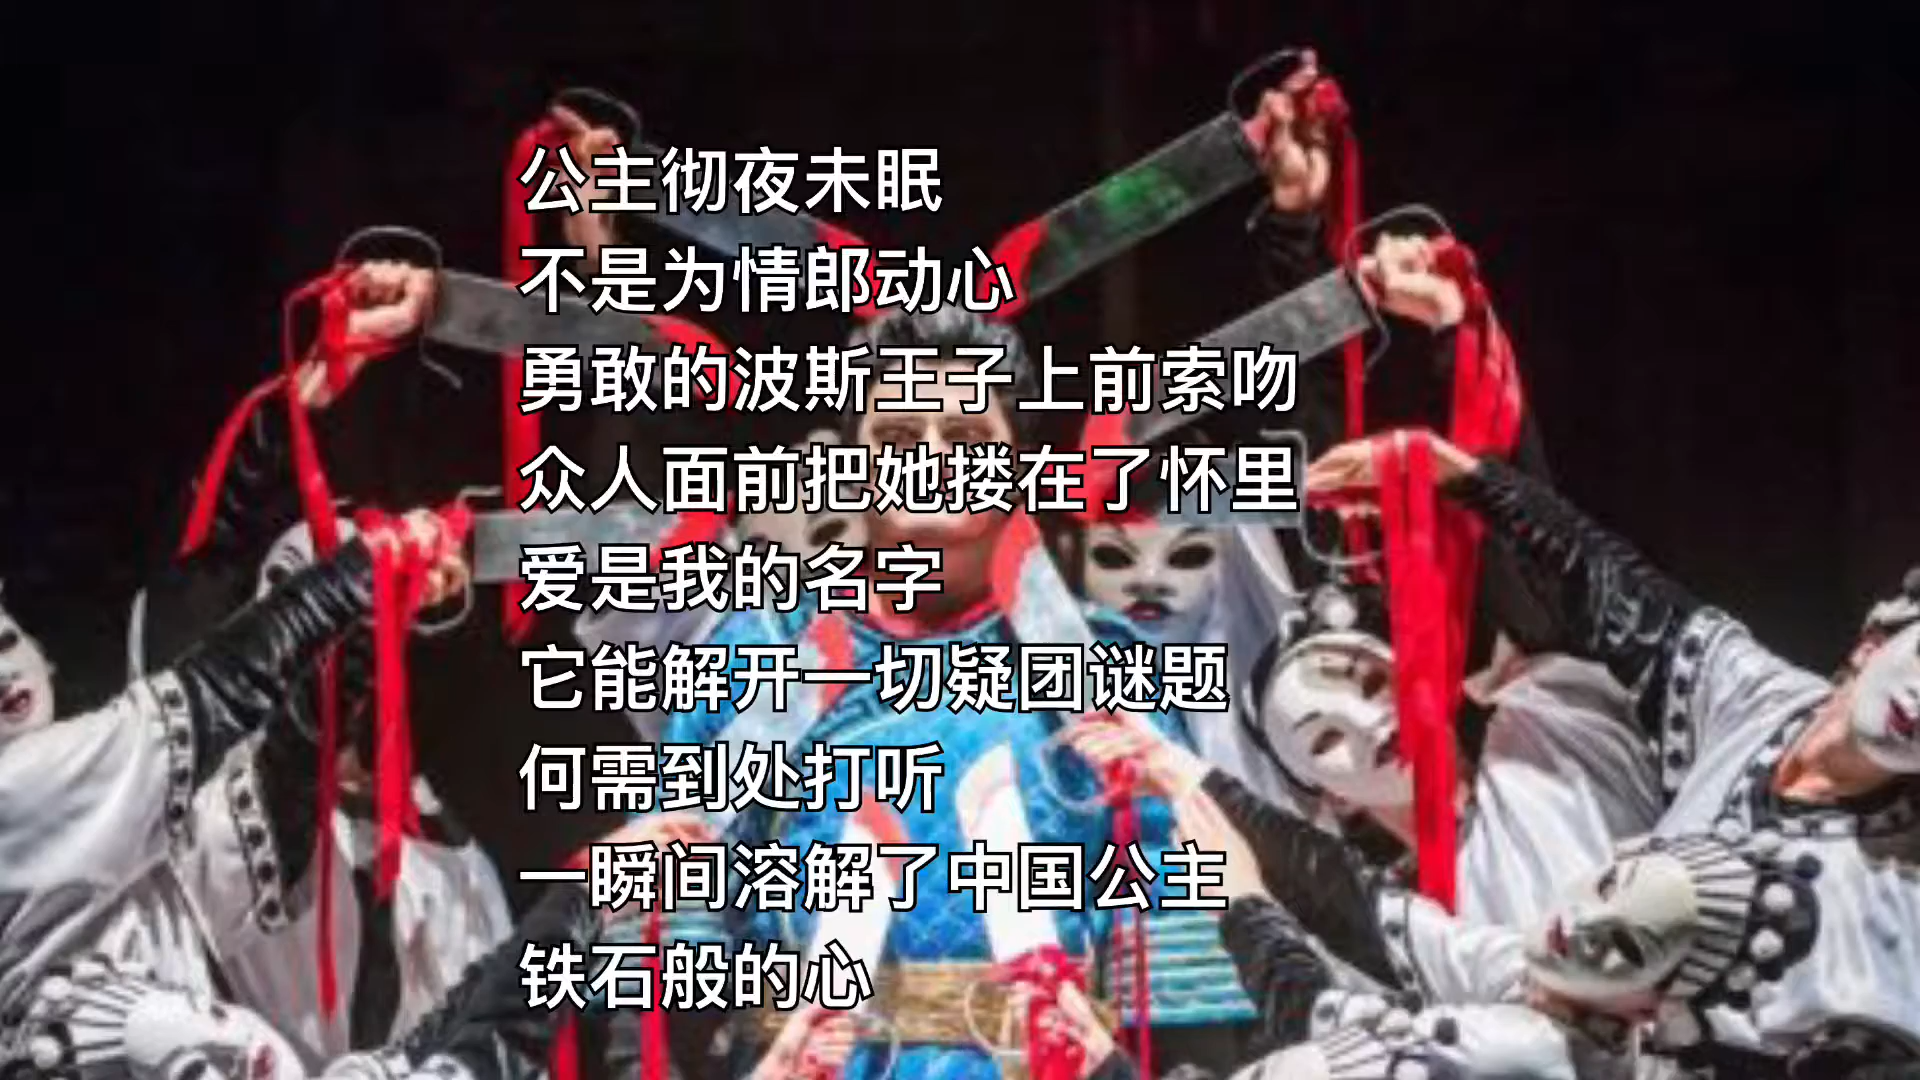 公主彻夜未眠
不是为情郎动心
勇敢的波斯王子上前索吻
众人面前把她搂在了怀里
爱是我的名字
它能解开一切疑团谜题
何需到处打听
一瞬间溶解了中国公主
铁石般的心